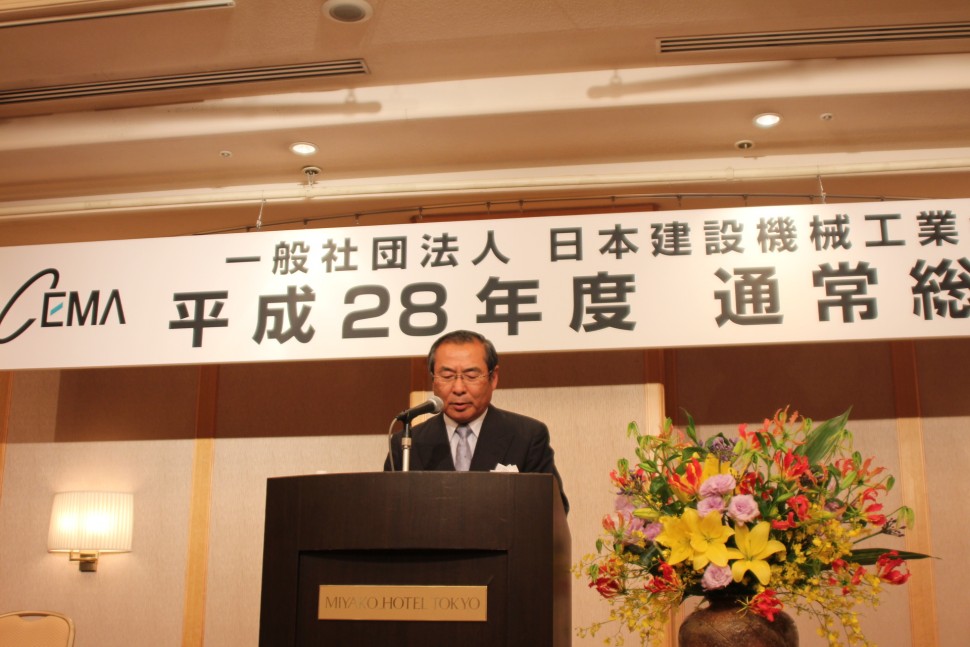 一般社団法人 日本建設機械工業
CEMA
平成28年度 通常総
MIYAKO HOTEL TOKYO